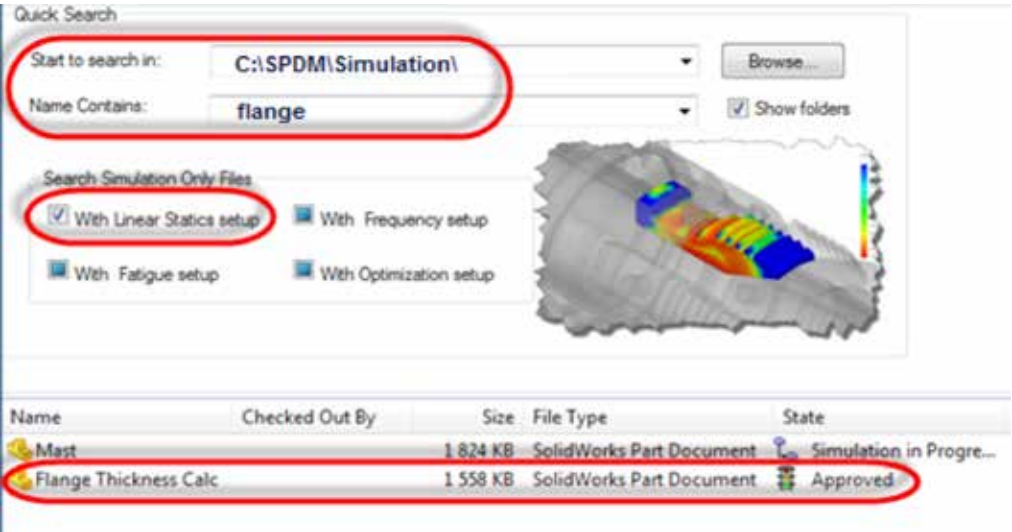 Quick Search
Start to search in: C:\SPDM\Simulation\ Browse...
Name Contains: flange Show folders
Search Simulation Only Files
With Linear Statics setup With Frequency setup
With Fatigue setup With Optimization setup
Name Checked Out By Size File Type State
Mast 1 824 KB SolidWorks Part Document Simulation in Progre...
Flange Thickness Calc 1 558 KB SolidWorks Part Document Approved